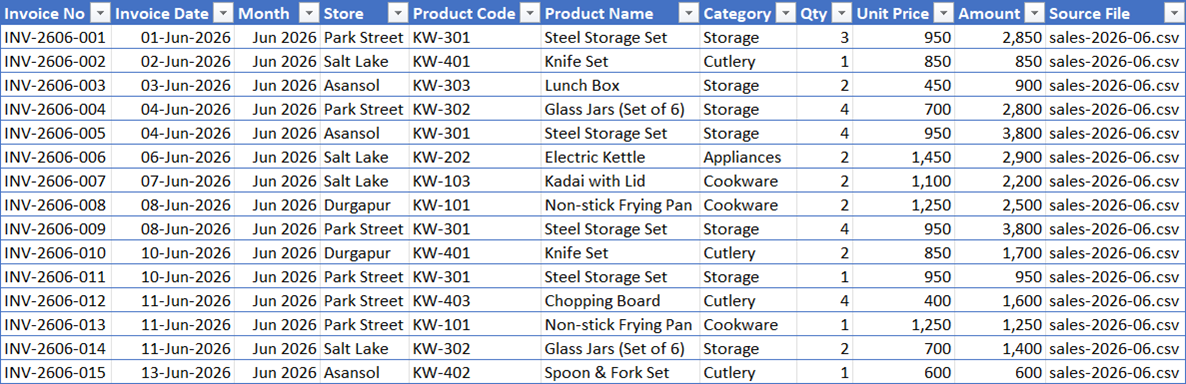 Invoice No Invoice Date Month Store Product Code Product Name Category Qty Unit Price Amount Source File
INV-2606-001 01-Jun-2026 Jun 2026 Park Street KW-301 Steel Storage Set Storage 3 950 2,850 sales-2026-06.csv
INV-2606-002 02-Jun-2026 Jun 2026 Salt Lake KW-401 Knife Set Cutlery 1 850 850 sales-2026-06.csv
INV-2606-003 03-Jun-2026 Jun 2026 Asansol KW-303 Lunch Box Storage 2 450 900 sales-2026-06.csv
INV-2606-004 04-Jun-2026 Jun 2026 Park Street KW-302 Glass Jars (Set of 6) Storage 4 700 2,800 sales-2026-06.csv
INV-2606-005 04-Jun-2026 Jun 2026 Asansol KW-301 Steel Storage Set Storage 4 950 3,800 sales-2026-06.csv
INV-2606-006 06-Jun-2026 Jun 2026 Salt Lake KW-202 Electric Kettle Appliances 2 1,450 2,900 sales-2026-06.csv
INV-2606-007 07-Jun-2026 Jun 2026 Salt Lake KW-103 Kadai with Lid Cookware 2 1,100 2,200 sales-2026-06.csv
INV-2606-008 08-Jun-2026 Jun 2026 Durgapur KW-101 Non-stick Frying Pan Cookware 2 1,250 2,500 sales-2026-06.csv
INV-2606-009 08-Jun-2026 Jun 2026 Park Street KW-301 Steel Storage Set Storage 4 950 3,800 sales-2026-06.csv
INV-2606-010 10-Jun-2026 Jun 2026 Durgapur KW-401 Knife Set Cutlery 2 850 1,700 sales-2026-06.csv
INV-2606-011 10-Jun-2026 Jun 2026 Park Street KW-301 Steel Storage Set Storage 1 950 950 sales-2026-06.csv
INV-2606-012 11-Jun-2026 Jun 2026 Park Street KW-403 Chopping Board Cutlery 4 400 1,600 sales-2026-06.csv
INV-2606-013 11-Jun-2026 Jun 2026 Park Street KW-101 Non-stick Frying Pan Cookware 1 1,250 1,250 sales-2026-06.csv
INV-2606-014 11-Jun-2026 Jun 2026 Salt Lake KW-302 Glass Jars (Set of 6) Storage 2 700 1,400 sales-2026-06.csv
INV-2606-015 13-Jun-2026 Jun 2026 Asansol KW-402 Spoon & Fork Set Cutlery 1 600 600 sales-2026-06.csv